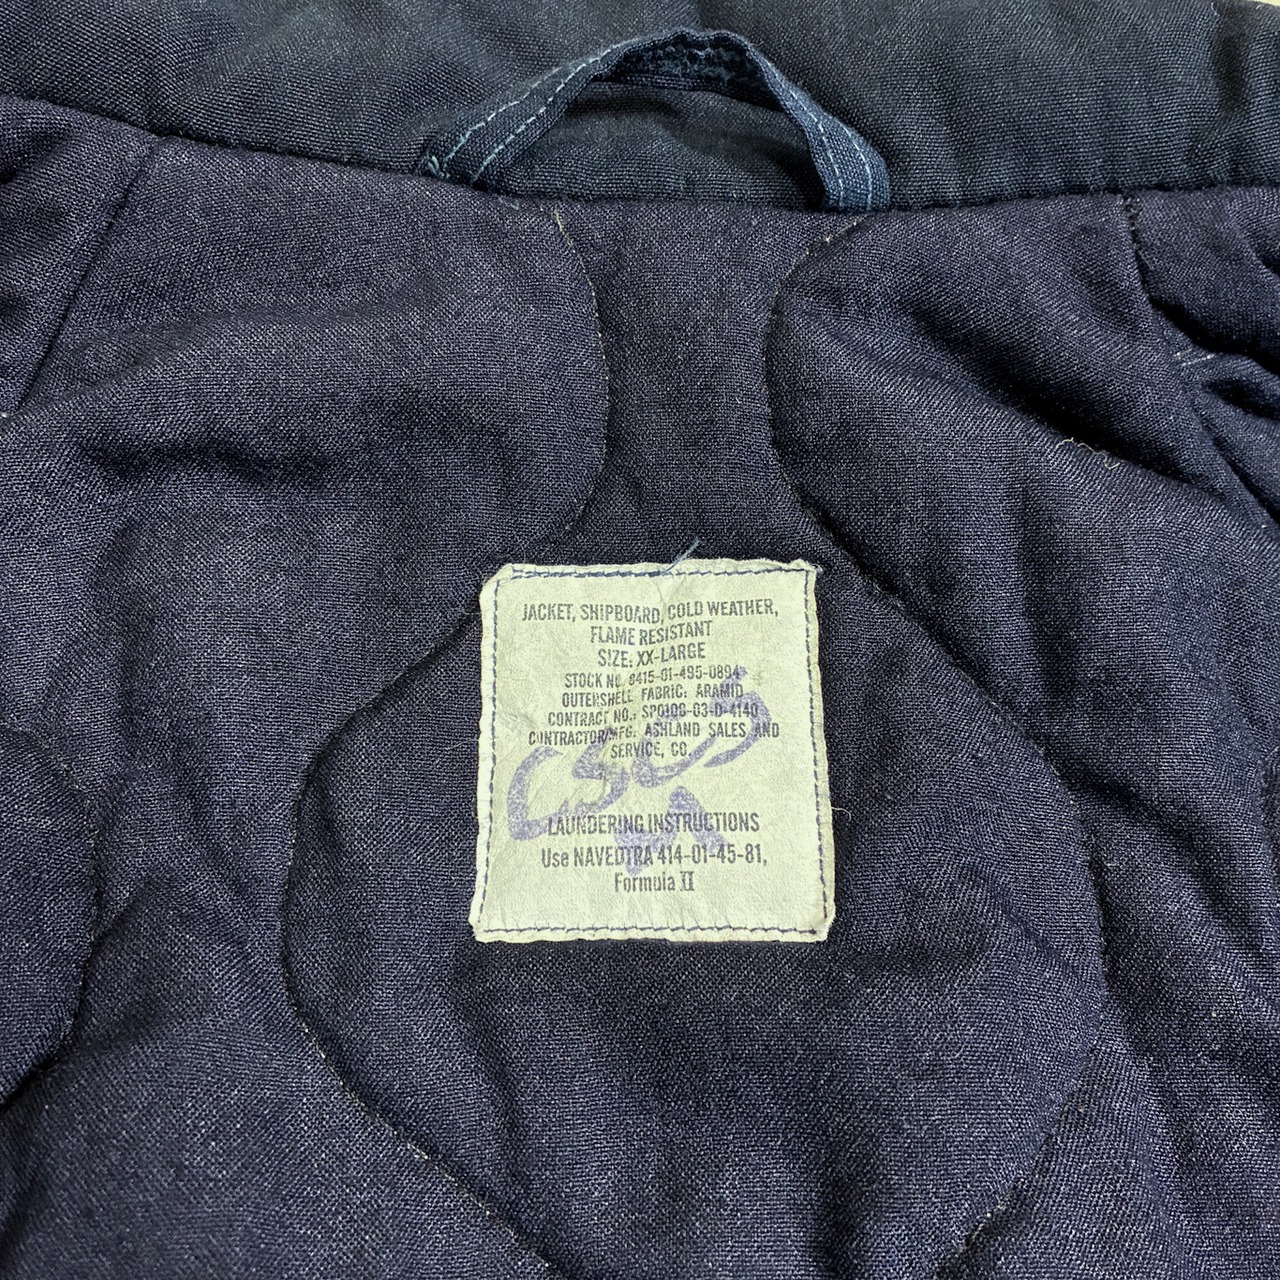 JACKET, SHIPBOARD, COLD WEATHER,
FLAME RESISTANT
SIZE: XX-LARGE
STOCK NO. 8415-01-495-0894
OUTERSHELL FABRIC: ARAMID
CONTRACT NO.: SP0100-03-D-4140
CONTRACTOR/MFG. ASHLAND SALES AND
SERVICE, CO.
LAUNDERING INSTRUCTIONS
Use NAVEDTRA 414-01-45-81,
Formula II